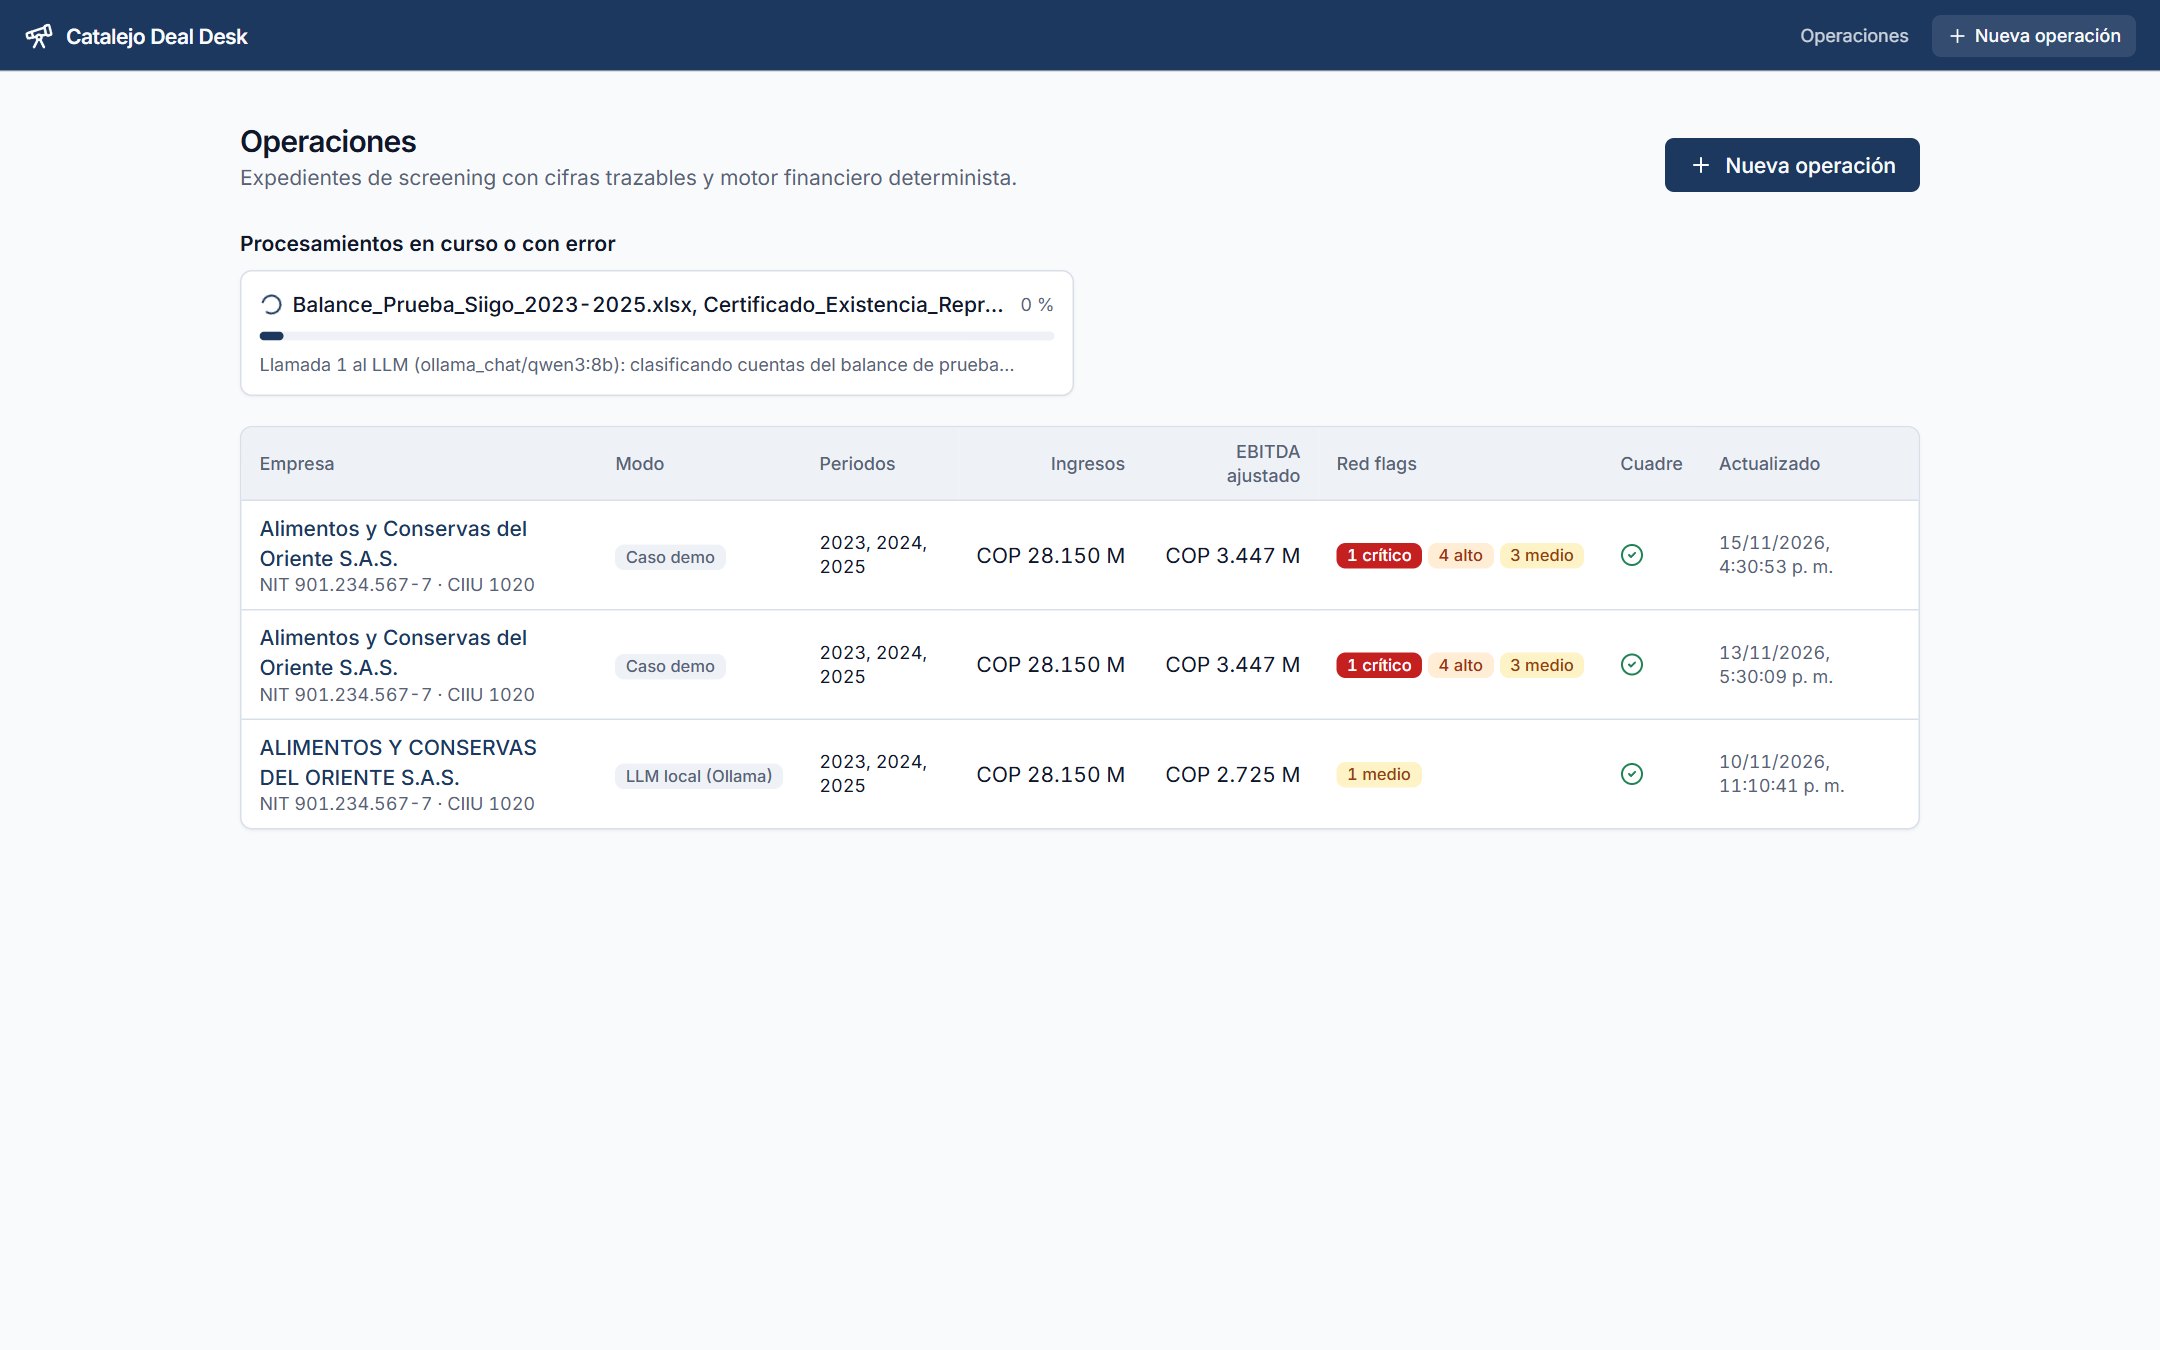 Catalejo Deal Desk
Operaciones
+ Nueva operación
Operaciones
Expedientes de screening con cifras trazables y motor financiero determinista.
+ Nueva operación
Procesamientos en curso o con error
Balance_Prueba_Siigo_2023-2025.xlsx, Certificado_Existencia_Repr... 0 %
Llamada 1 al LLM (ollama_chat/qwen3:8b): clasificando cuentas del balance de prueba...
Empresa
Modo
Periodos
Ingresos
EBITDA
ajustado
Red flags
Cuadre
Actualizado
Alimentos y Conservas del
Oriente S.A.S.
NIT 901.234.567-7 · CIIU 1020
Caso demo
2023, 2024,
2025
COP 28.150 M
COP 3.447 M
1 crítico
4 alto
3 medio
15/11/2026,
4:30:53 p. m.
Alimentos y Conservas del
Oriente S.A.S.
NIT 901.234.567-7 · CIIU 1020
Caso demo
2023, 2024,
2025
COP 28.150 M
COP 3.447 M
1 crítico
4 alto
3 medio
13/11/2026,
5:30:09 p. m.
ALIMENTOS Y CONSERVAS
DEL ORIENTE S.A.S.
NIT 901.234.567-7 · CIIU 1020
LLM local (Ollama)
2023, 2024,
2025
COP 28.150 M
COP 2.725 M
1 medio
10/11/2026,
11:10:41 p. m.